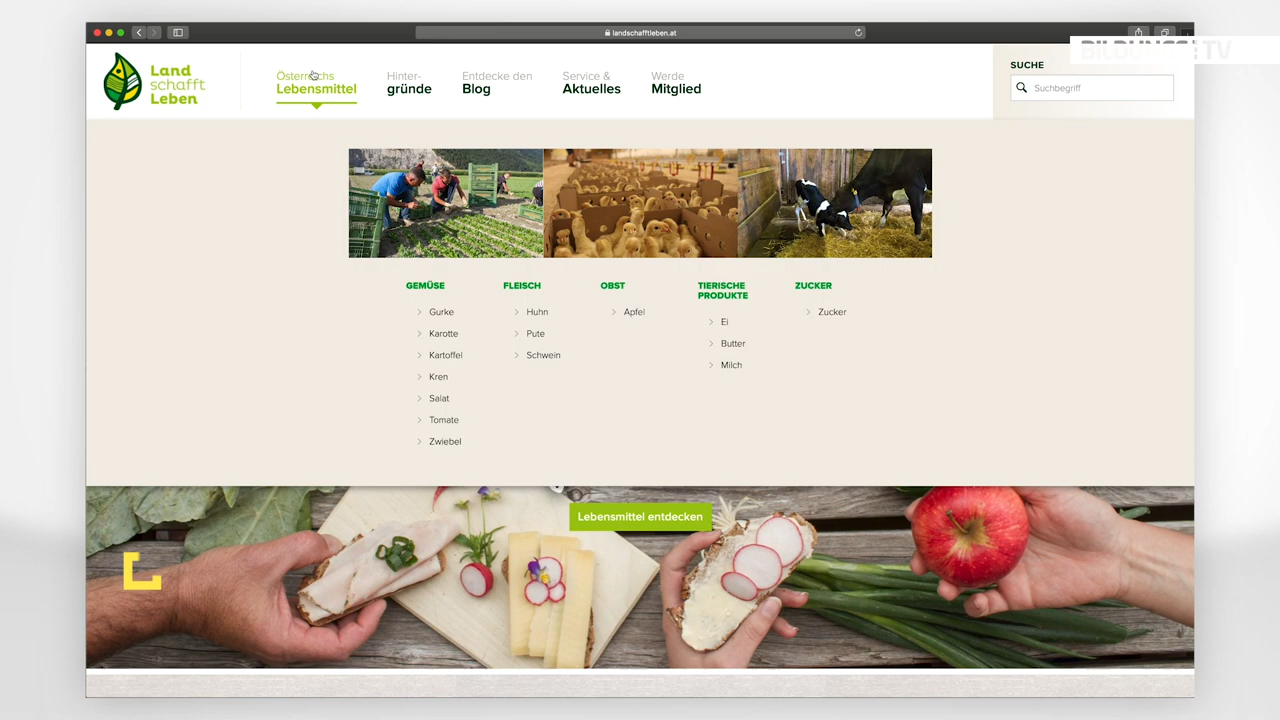 landschafftleben.at
BILDUNGS TV
Land
schafft
Leben
Österreichs
Lebensmittel
Hinter-
gründe
Entdecke den
Blog
Service &
Aktuelles
Werde
Mitglied
SUCHE
Suchbegriff
GEMÜSE
Gurke
Karotte
Kartoffel
Kren
Salat
Tomate
Zwiebel
FLEISCH
Huhn
Pute
Schwein
OBST
Apfel
TIERISCHE
PRODUKTE
Ei
Butter
Milch
ZUCKER
Zucker
Lebensmittel entdecken